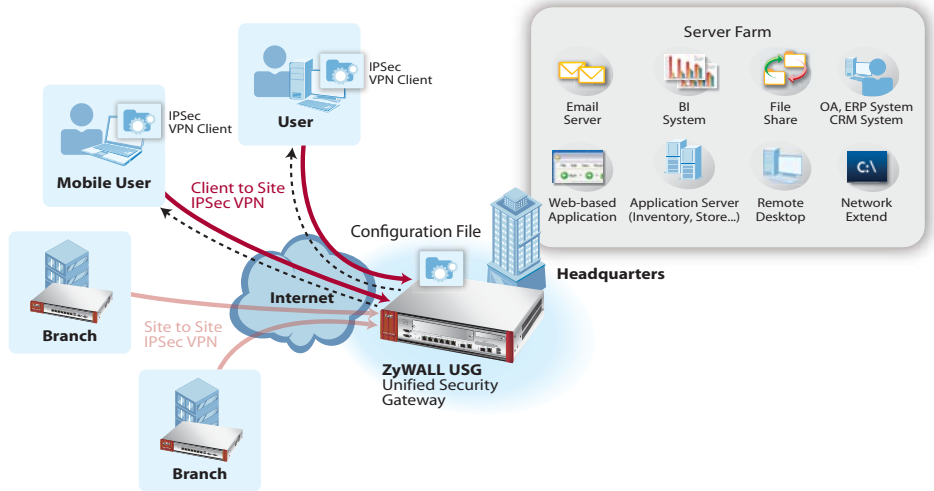 Server Farm
Email
Server
BI
System
File
Share
OA, ERP System
CRM System
Web-based
Application
Application Server
(Inventory, Store...)
Remote
Desktop
C:\
Network
Extend
IPSec
VPN Client
User
IPSec
VPN Client
Mobile User
Client to Site
IPSec VPN
Configuration File
Headquarters
Internet
Branch
Site to Site
IPSec VPN
ZyWALL USG
Unified Security
Gateway
Branch